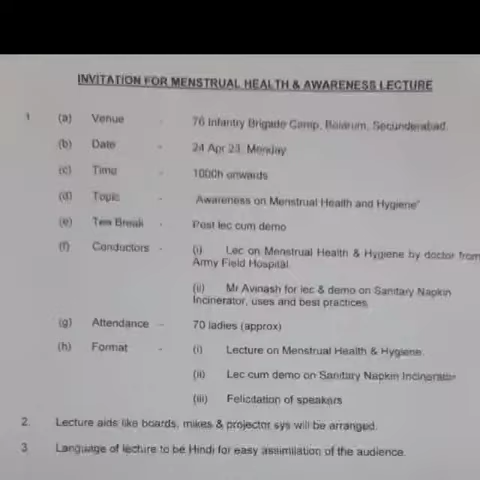 INVITATION FOR MENSTRUAL HEALTH & AWARENESS LECTURE
1 (a) Venue - 76 Infantry Brigade Camp, Bolarum, Secunderabad.
(b) Date - 24 Apr 23, Monday
(c) Time - 1000h onwards
(d) Topic - Awareness on Menstrual Health and Hygiene'
(e) Tea Break - Post lec cum demo
(f) Conductors - (i) Lec on Menstrual Health & Hygiene by doctor from
Army Field Hospital.
(ii) Mr Avinash for lec & demo on Sanitary Napkin
Incinerator, uses and best practices
(g) Attendance - 70 ladies (approx)
(h) Format - (i) Lecture on Menstrual Health & Hygiene.
(ii) Lec cum demo on Sanitary Napkin Incinerator
(iii) Felicitation of speakers
2. Lecture aids like boards, mikes & projector sys will be arranged.
3. Language of lecture to be Hindi for easy assimilation of the audience.